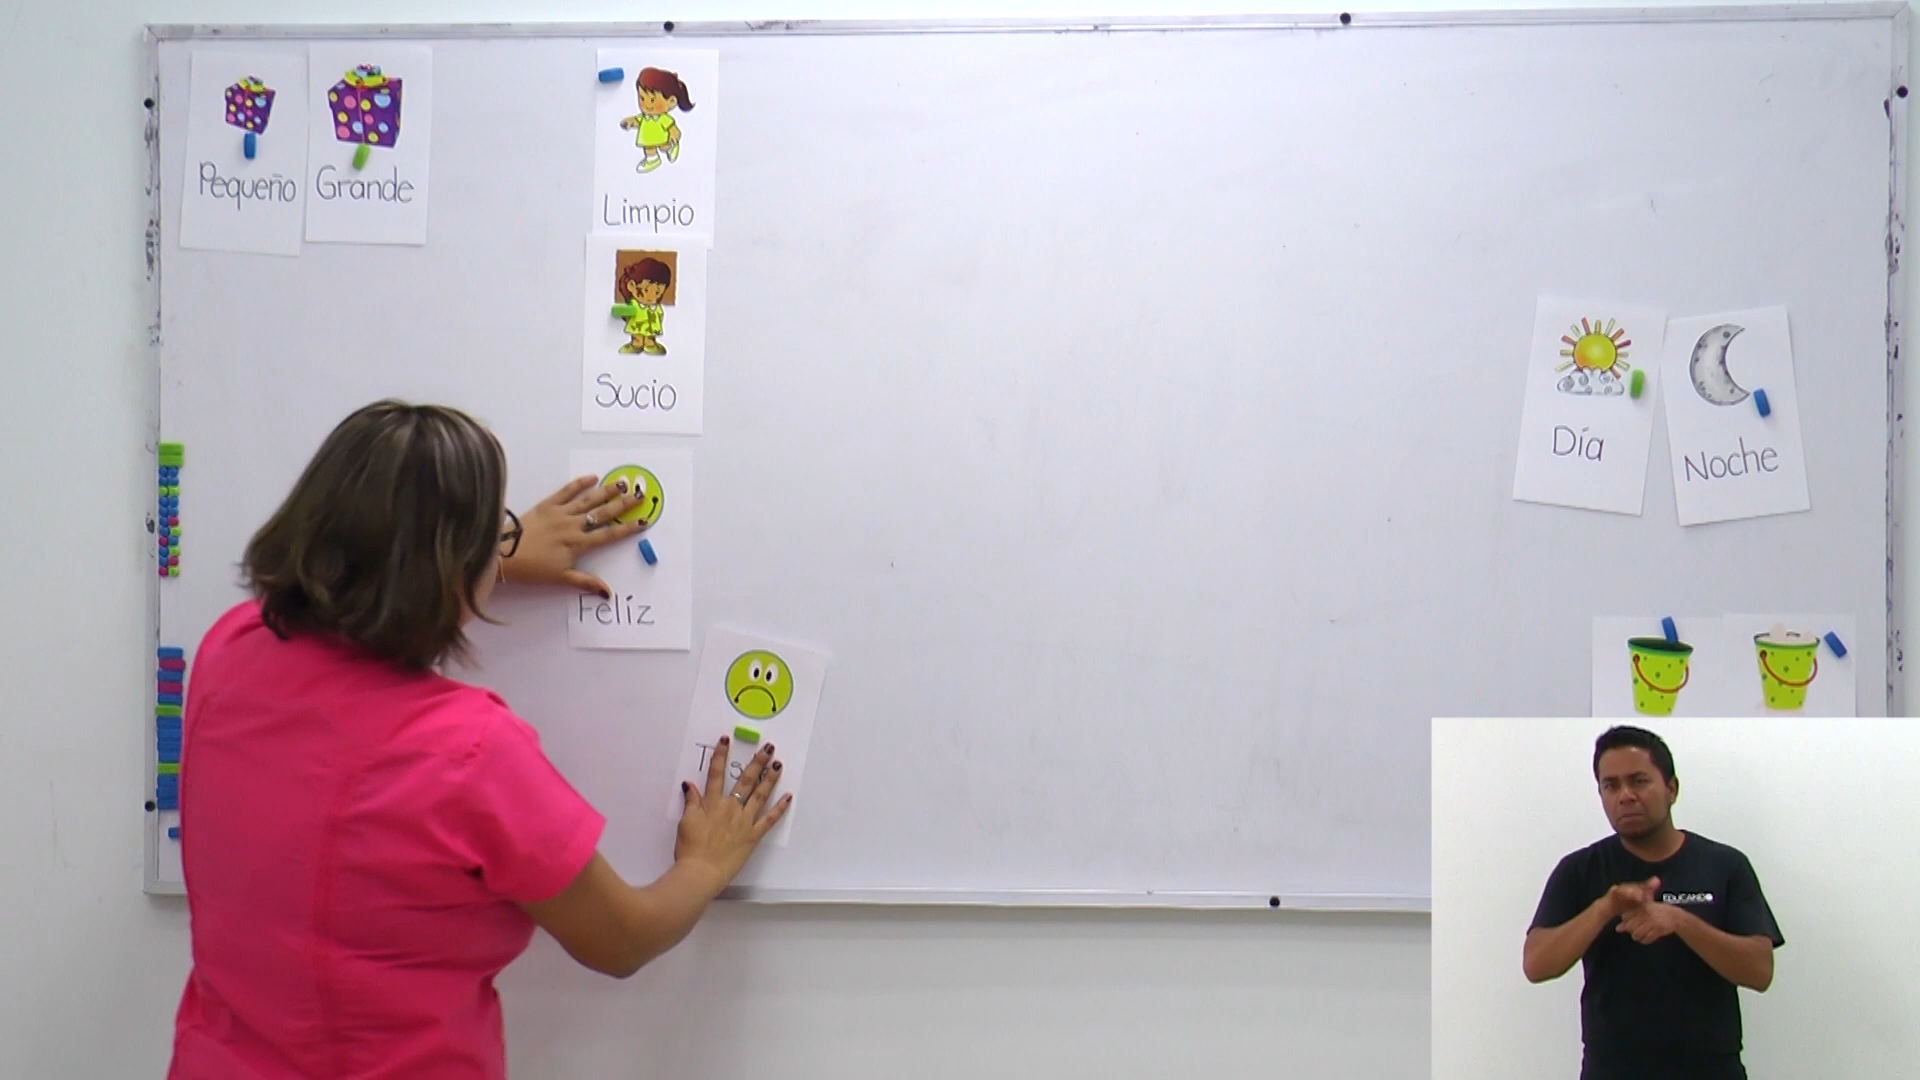 Pequeño
Grande
Limpio
Sucio
Felíz
Día
Noche
EDUCANDO